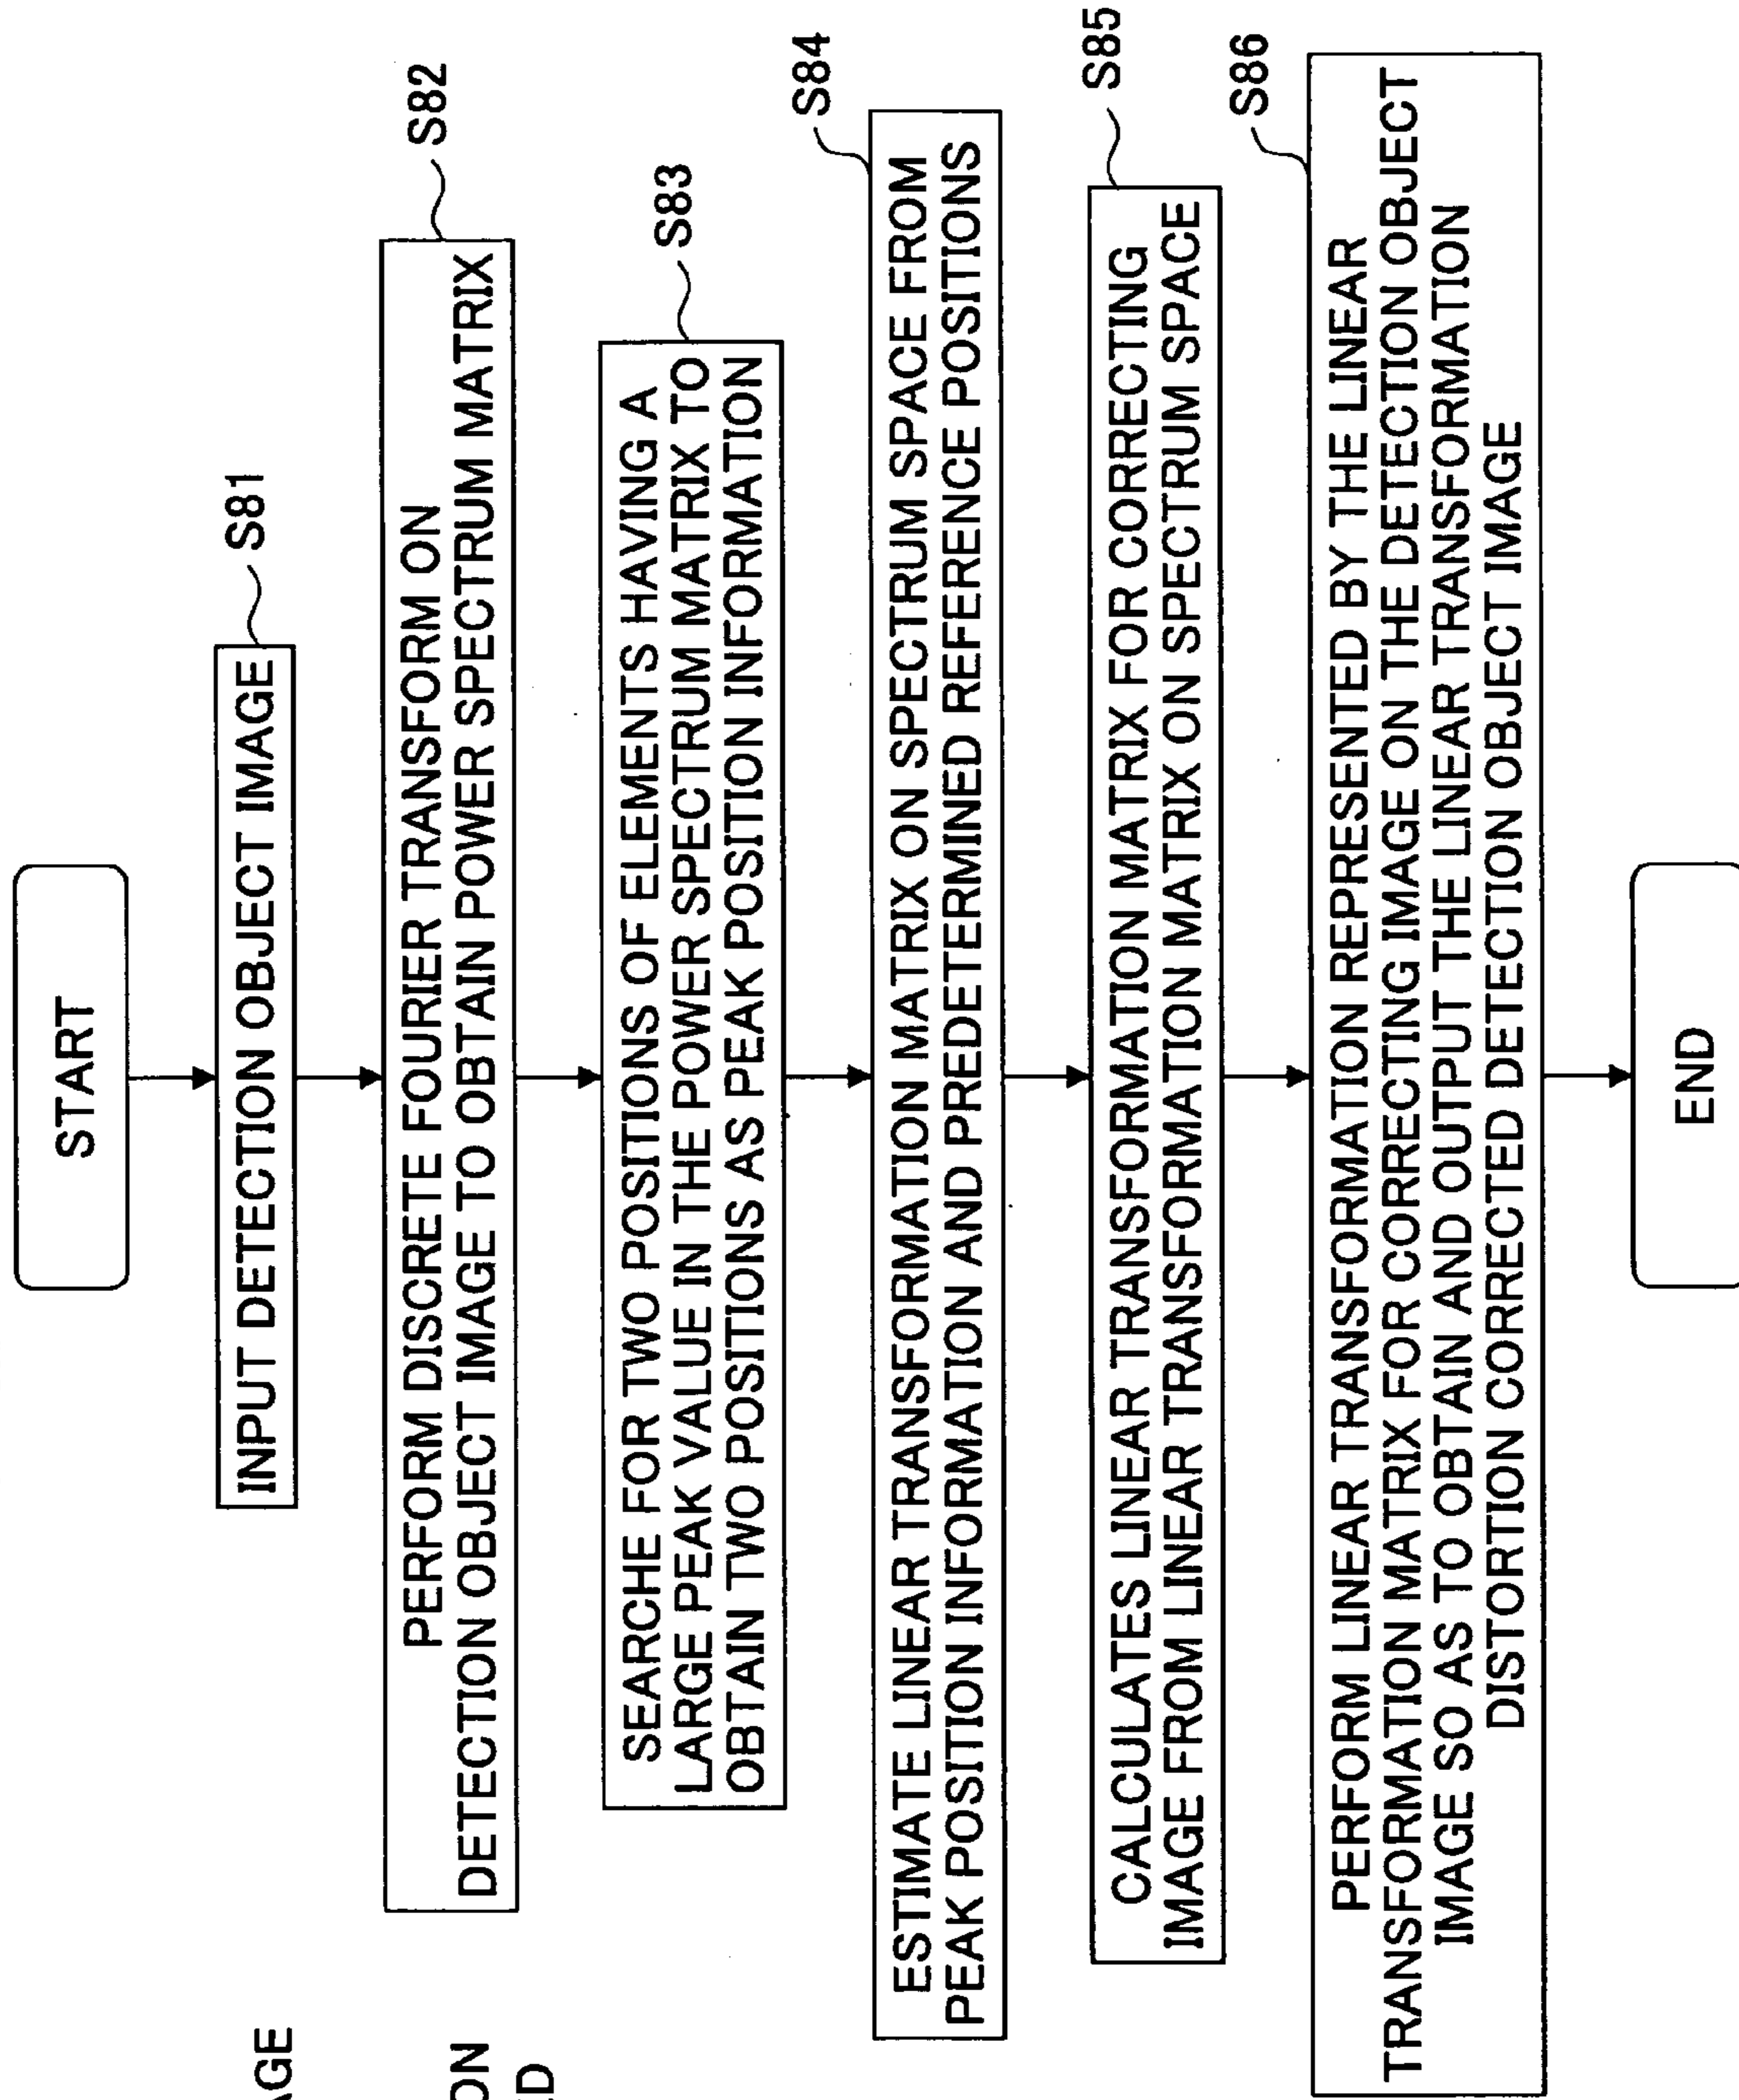 START
INPUT DETECTION OBJECT IMAGE
S81
PERFORM DISCRETE FOURIER TRANSFORM ON
DETECTION OBJECT IMAGE TO OBTAIN POWER SPECTRUM MATRIX
S82
SEARCHE FOR TWO POSITIONS OF ELEMENTS HAVING A
LARGE PEAK VALUE IN THE POWER SPECTRUM MATRIX TO
OBTAIN TWO POSITIONS AS PEAK POSITION INFORMATION
S83
ESTIMATE LINEAR TRANSFORMATION MATRIX ON SPECTRUM SPACE FROM
PEAK POSITION INFORMATION AND PREDETERMINED REFERENCE POSITIONS
S84
CALCULATES LINEAR TRANSFORMATION MATRIX FOR CORRECTING
IMAGE FROM LINEAR TRANSFORMATION MATRIX ON SPECTRUM SPACE
S85
PERFORM LINEAR TRANSFORMATION REPRESENTED BY THE LINEAR
TRANSFORMATION MATRIX FOR CORRECTING IMAGE ON THE DETECTION OBJECT
IMAGE SO AS TO OBTAIN AND OUTPUT THE LINEAR TRANSFORMATION
DISTORTION CORRECTED DETECTION OBJECT IMAGE
S86
END